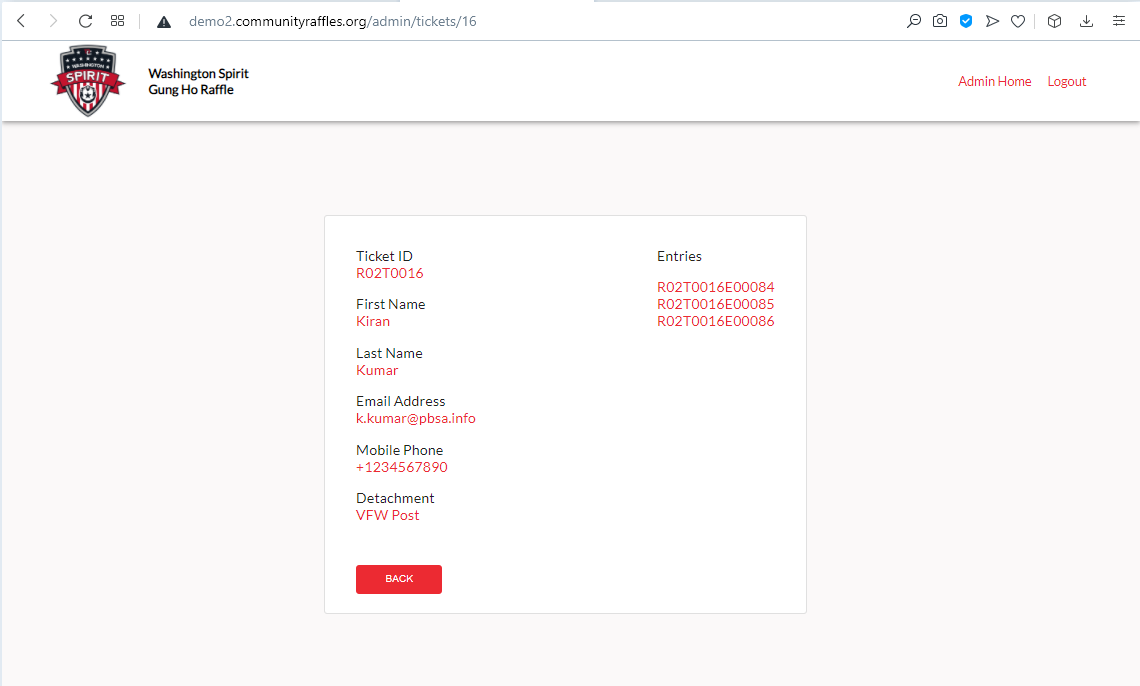 demo2.communityraffles.org/admin/tickets/16
WASHINGTON
SPIRIT
Washington Spirit
Gung Ho Raffle
Admin Home
Logout
Ticket ID
R02T0016
First Name
Kiran
Last Name
Kumar
Email Address
k.kumar@pbsa.info
Mobile Phone
+1234567890
Detachment
VFW Post
Entries
R02T0016E00084
R02T0016E00085
R02T0016E00086
BACK